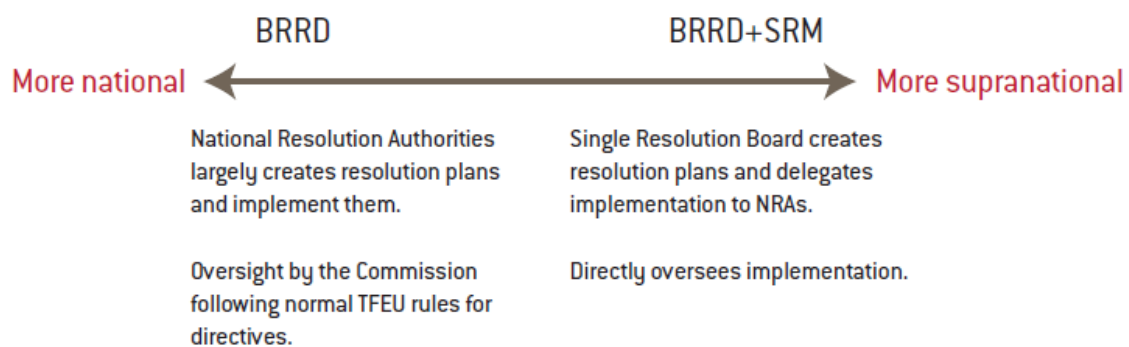 BRRD
BRRD+SRM
More national
More supranational
National Resolution Authorities
largely creates resolution plans
and implement them.
Oversight by the Commission
following normal TFEU rules for
directives.
Single Resolution Board creates
resolution plans and delegates
implementation to NRAs.
Directly oversees implementation.